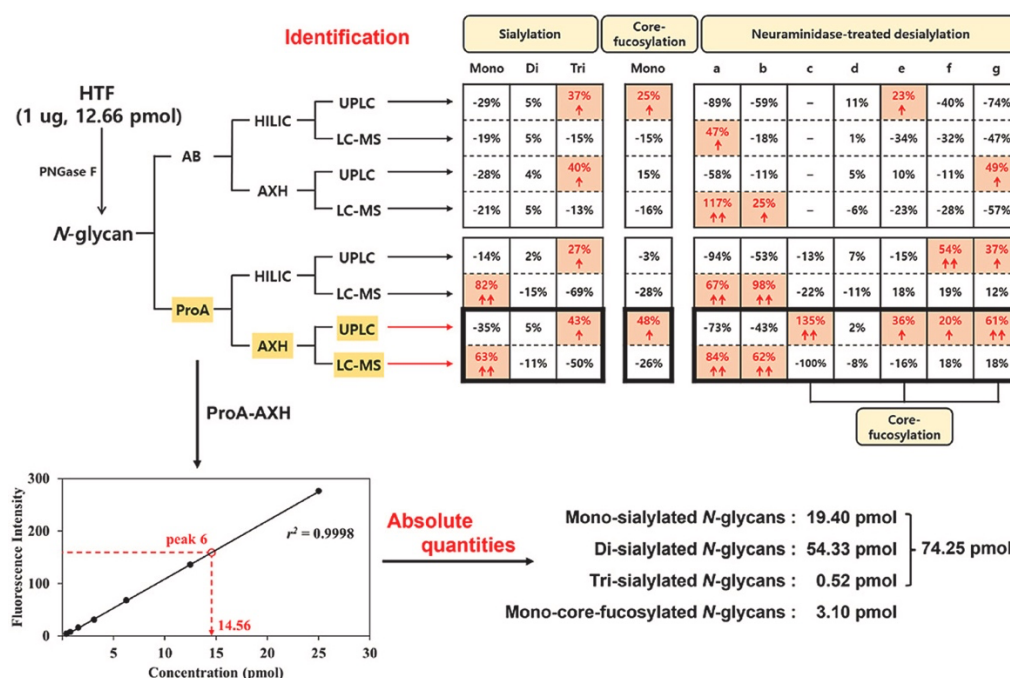 Identification
Sialylation
Core-
fucosylation
Neuraminidase-treated desialylation
Mono Di Tri Mono a b c d e f g
HTF
(1 ug, 12.66 pmol)
PNGase F
N-glycan
AB
HILIC
UPLC
-29% 5% 37% ↑ 25% ↑ -89% -59% – 11% 23% ↑ -40% -74%
LC-MS
-19% 5% -15% -15% 47% ↑ -18% – 1% -34% -32% -47%
AXH
UPLC
-28% 4% 40% ↑ 15% -58% -11% – 5% 10% -11% 49% ↑
LC-MS
-21% 5% -13% -16% 117% ↑↑ 25% ↑ – -6% -23% -28% -57%
ProA
HILIC
UPLC
-14% 2% 27% ↑ -3% -94% -53% -13% 7% -15% 54% ↑↑ 37% ↑
LC-MS
82% ↑↑ -15% -69% -28% 67% ↑↑ 98% ↑↑ -22% -11% 18% 19% 12%
AXH
UPLC
-35% 5% 43% ↑ 48% ↑ -73% -43% 135% ↑↑ 2% 36% ↑ 20% ↑ 61% ↑↑
LC-MS
63% ↑↑ -11% -50% -26% 84% ↑↑ 62% ↑↑ -100% -8% -16% 18% 18%
Core-
fucosylation
ProA-AXH
Fluorescence Intensity
300
200
100
0
peak 6
r² = 0.9998
14.56
5 10 15 20 25 30
Concentration (pmol)
Absolute
quantities
Mono-sialylated N-glycans : 19.40 pmol
Di-sialylated N-glycans : 54.33 pmol
Tri-sialylated N-glycans : 0.52 pmol
74.25 pmol
Mono-core-fucosylated N-glycans : 3.10 pmol